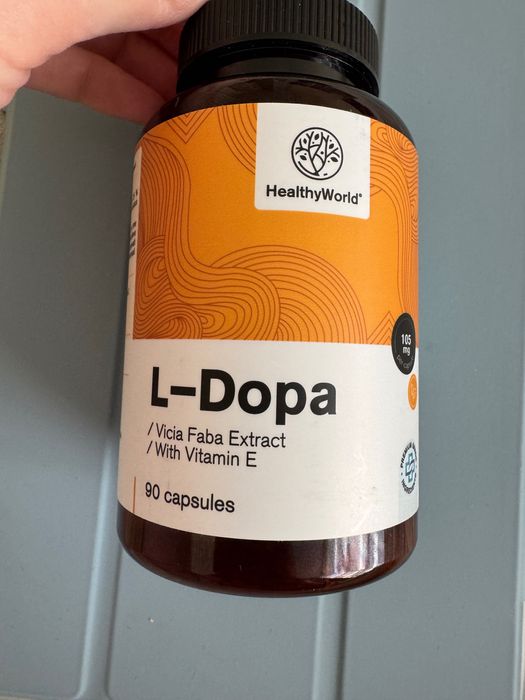 HealthyWorld®
105
mg
L-Dopa
/ Vicia Faba Extract
/ With Vitamin E
90 capsules